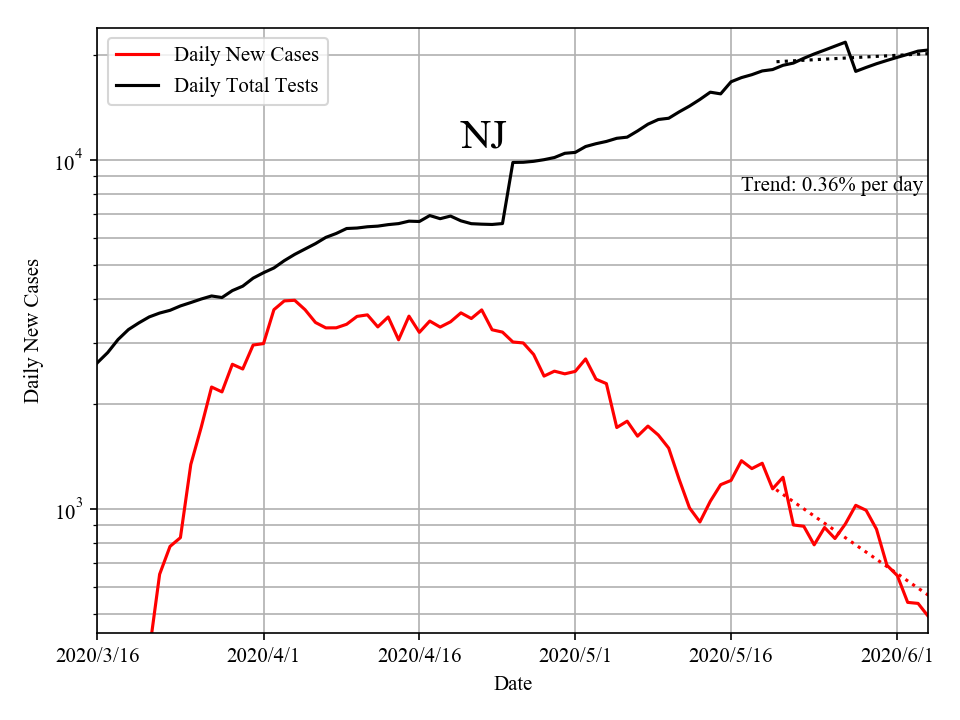 Daily New Cases
Daily Total Tests
NJ
10^4
Trend: 0.36% per day
Daily New Cases
10^3
2020/3/16 2020/4/1 2020/4/16 2020/5/1 2020/5/16 2020/6/1
Date